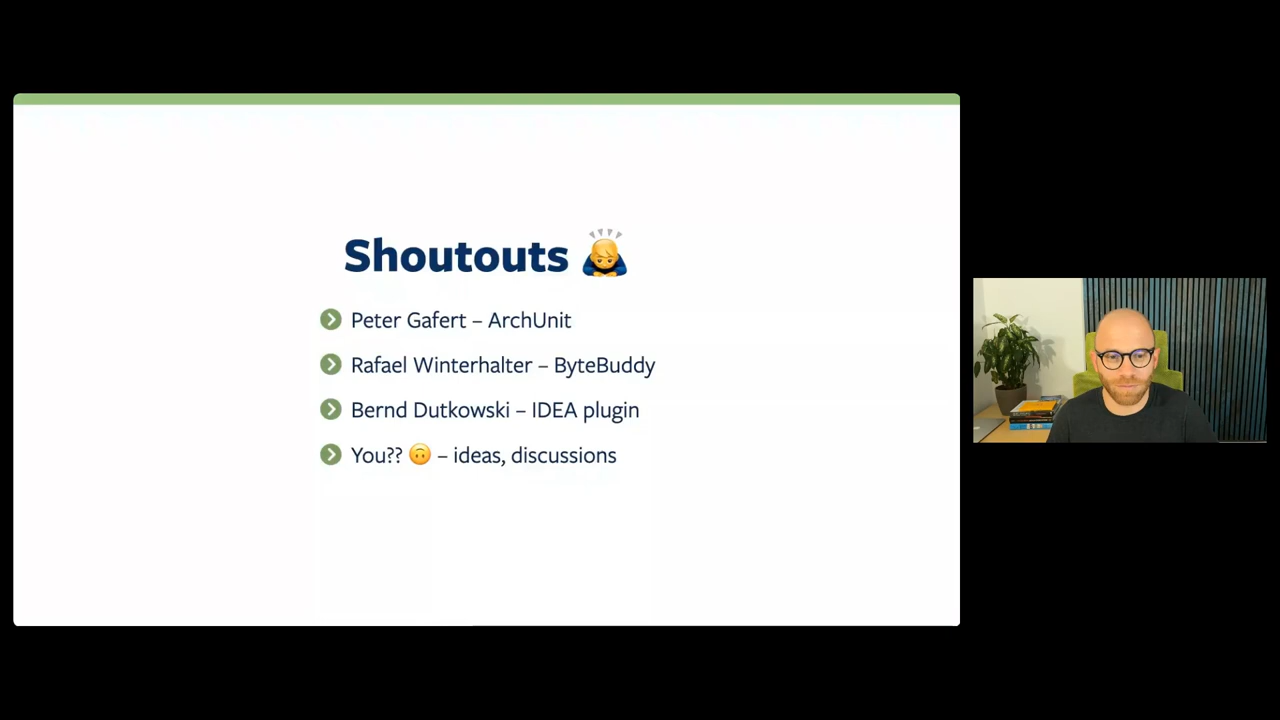 Shoutouts 🙇
Peter Gafert – ArchUnit
Rafael Winterhalter – ByteBuddy
Bernd Dutkowski – IDEA plugin
You?? 🙃 – ideas, discussions